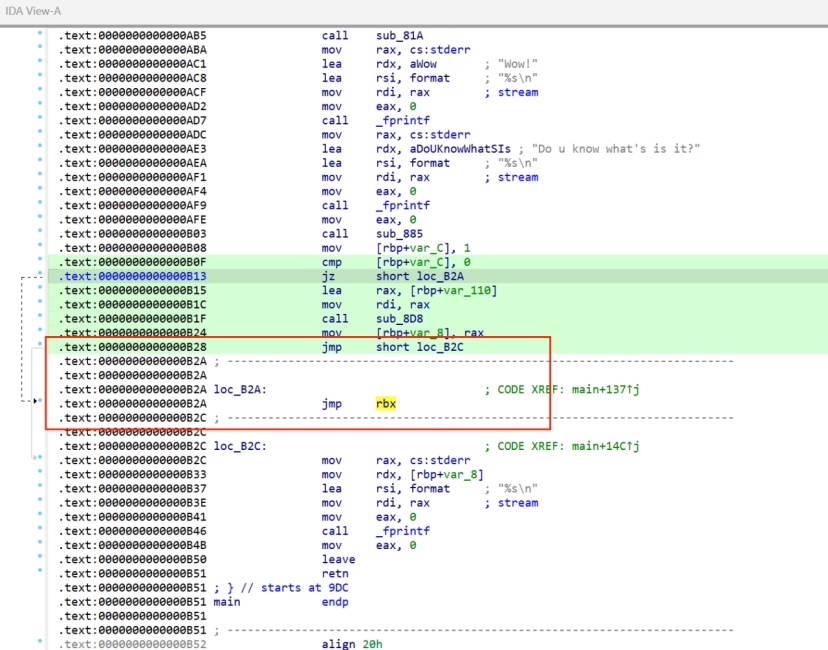 IDA View-A
.text:0000000000000AB5 call sub_81A
.text:0000000000000ABA mov rax, cs:stderr
.text:0000000000000AC1 lea rdx, aWow ; "Wow!"
.text:0000000000000AC8 lea rsi, format ; "%s\n"
.text:0000000000000ACF mov rdi, rax ; stream
.text:0000000000000AD2 mov eax, 0
.text:0000000000000AD7 call _fprintf
.text:0000000000000ADC mov rax, cs:stderr
.text:0000000000000AE3 lea rdx, aDoUKnowWhatSIs ; "Do u know what's is it?"
.text:0000000000000AEA lea rsi, format ; "%s\n"
.text:0000000000000AF1 mov rdi, rax ; stream
.text:0000000000000AF4 mov eax, 0
.text:0000000000000AF9 call _fprintf
.text:0000000000000AFE mov eax, 0
.text:0000000000000B03 call sub_885
.text:0000000000000B08 mov [rbp+var_C], 1
.text:0000000000000B0F cmp [rbp+var_C], 0
.text:0000000000000B13 jz short loc_B2A
.text:0000000000000B15 lea rax, [rbp+var_110]
.text:0000000000000B1C mov rdi, rax
.text:0000000000000B1F call sub_8D8
.text:0000000000000B24 mov [rbp+var_8], rax
.text:0000000000000B28 jmp short loc_B2C
.text:0000000000000B2A ; ---------------------------------------------------------------------------
.text:0000000000000B2A
.text:0000000000000B2A loc_B2A: ; CODE XREF: main+137↑j
.text:0000000000000B2A jmp rbx
.text:0000000000000B2C ; ---------------------------------------------------------------------------
.text:0000000000000B2C
.text:0000000000000B2C loc_B2C: ; CODE XREF: main+14C↑j
.text:0000000000000B2C mov rax, cs:stderr
.text:0000000000000B33 mov rdx, [rbp+var_8]
.text:0000000000000B37 lea rsi, format ; "%s\n"
.text:0000000000000B3E mov rdi, rax ; stream
.text:0000000000000B41 mov eax, 0
.text:0000000000000B46 call _fprintf
.text:0000000000000B4B mov eax, 0
.text:0000000000000B50 leave
.text:0000000000000B51 retn
.text:0000000000000B51 ; } // starts at 9DC
.text:0000000000000B51 main endp
.text:0000000000000B51
.text:0000000000000B51 ; ---------------------------------------------------------------------------
.text:0000000000000B52 align 20h